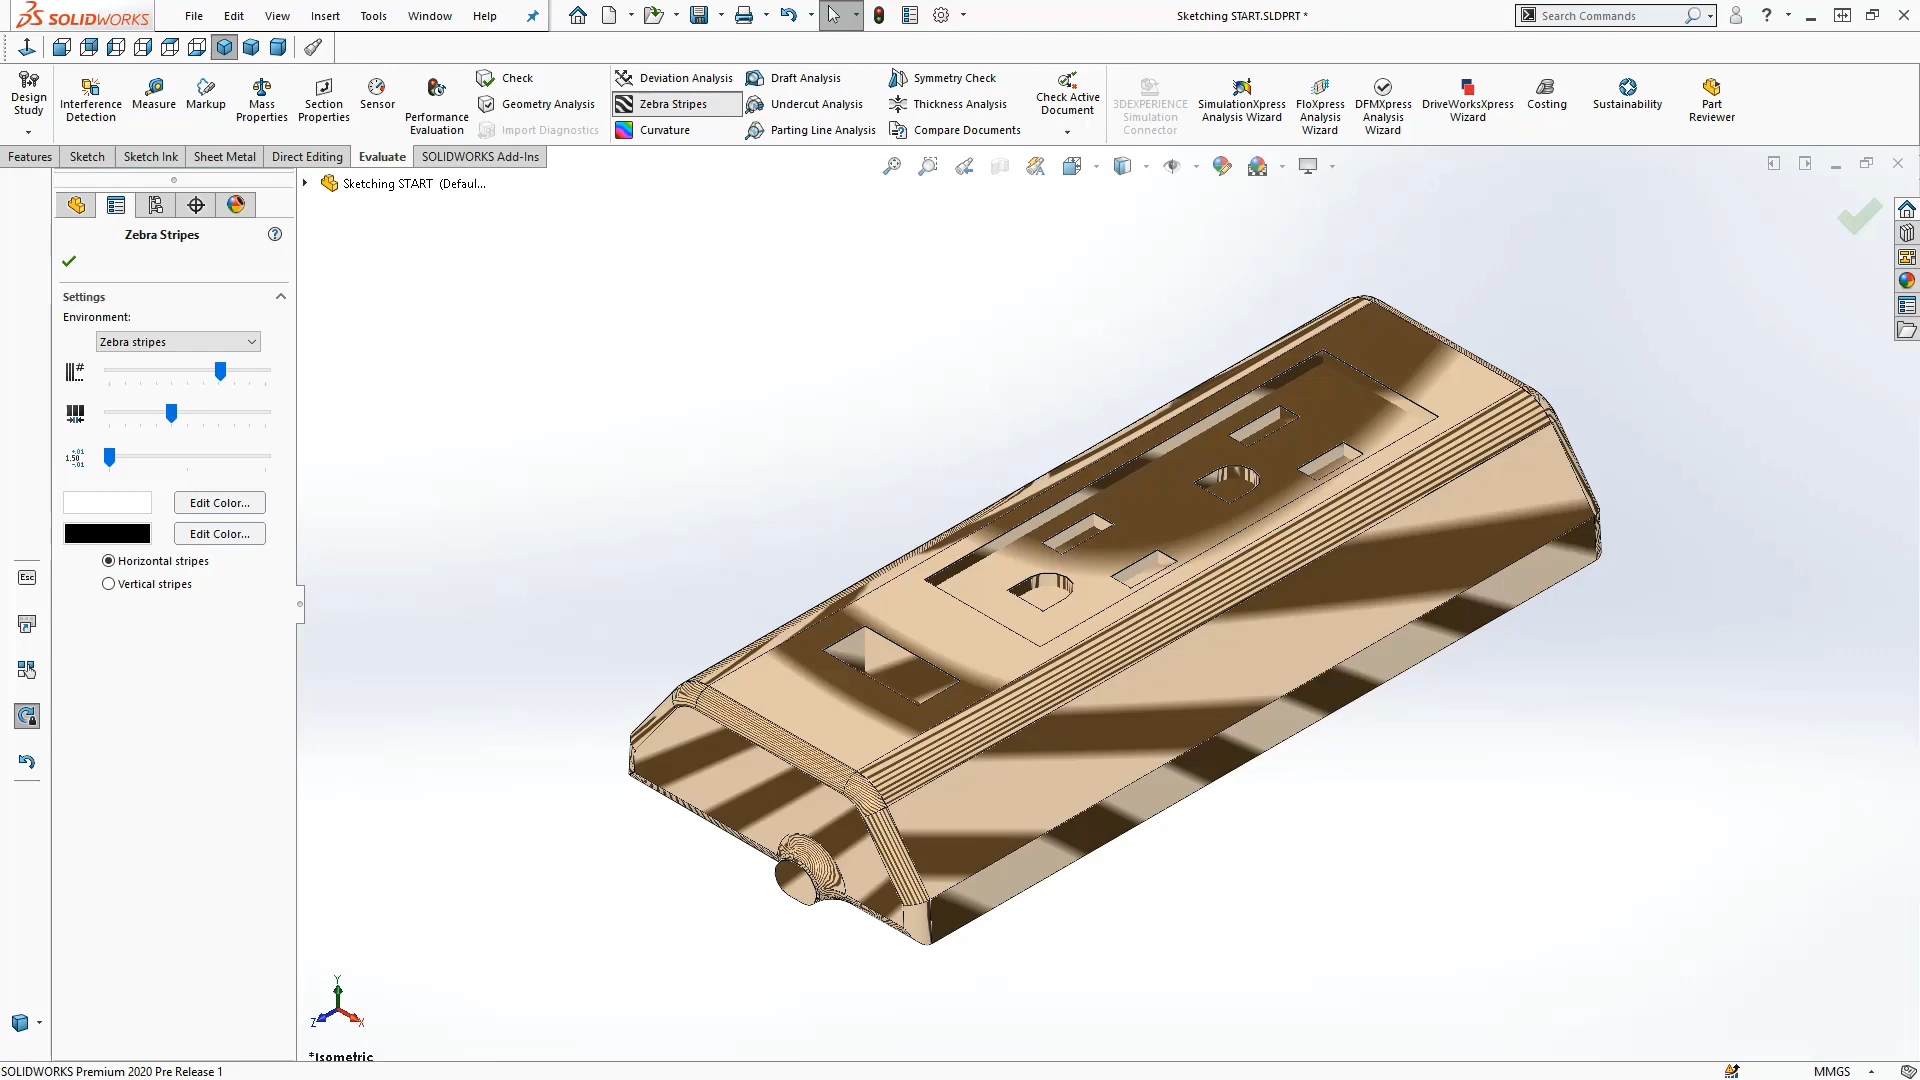 SOLIDWORKS File Edit View Insert Tools Window Help Sketching START.SLDPRT * Search Commands
Design Study
Interference Detection
Measure
Markup
Mass Properties
Section Properties
Sensor
Performance Evaluation
Check
Geometry Analysis
Import Diagnostics
Deviation Analysis
Zebra Stripes
Curvature
Draft Analysis
Undercut Analysis
Parting Line Analysis
Symmetry Check
Thickness Analysis
Compare Documents
Check Active Document
3DEXPERIENCE Simulation Connector
SimulationXpress Analysis Wizard
FloXpress Analysis Wizard
DFMXpress Analysis Wizard
DriveWorksXpress Wizard
Costing
Sustainability
Part Reviewer
Features Sketch Sketch Ink Sheet Metal Direct Editing Evaluate SOLIDWORKS Add-Ins
Sketching START (Defaul...
Zebra Stripes
Settings
Environment:
Zebra stripes
Edit Color...
Edit Color...
Horizontal stripes
Vertical stripes
Esc
Y
Z X
*Isometric
SOLIDWORKS Premium 2020 Pre Release 1 MMGS